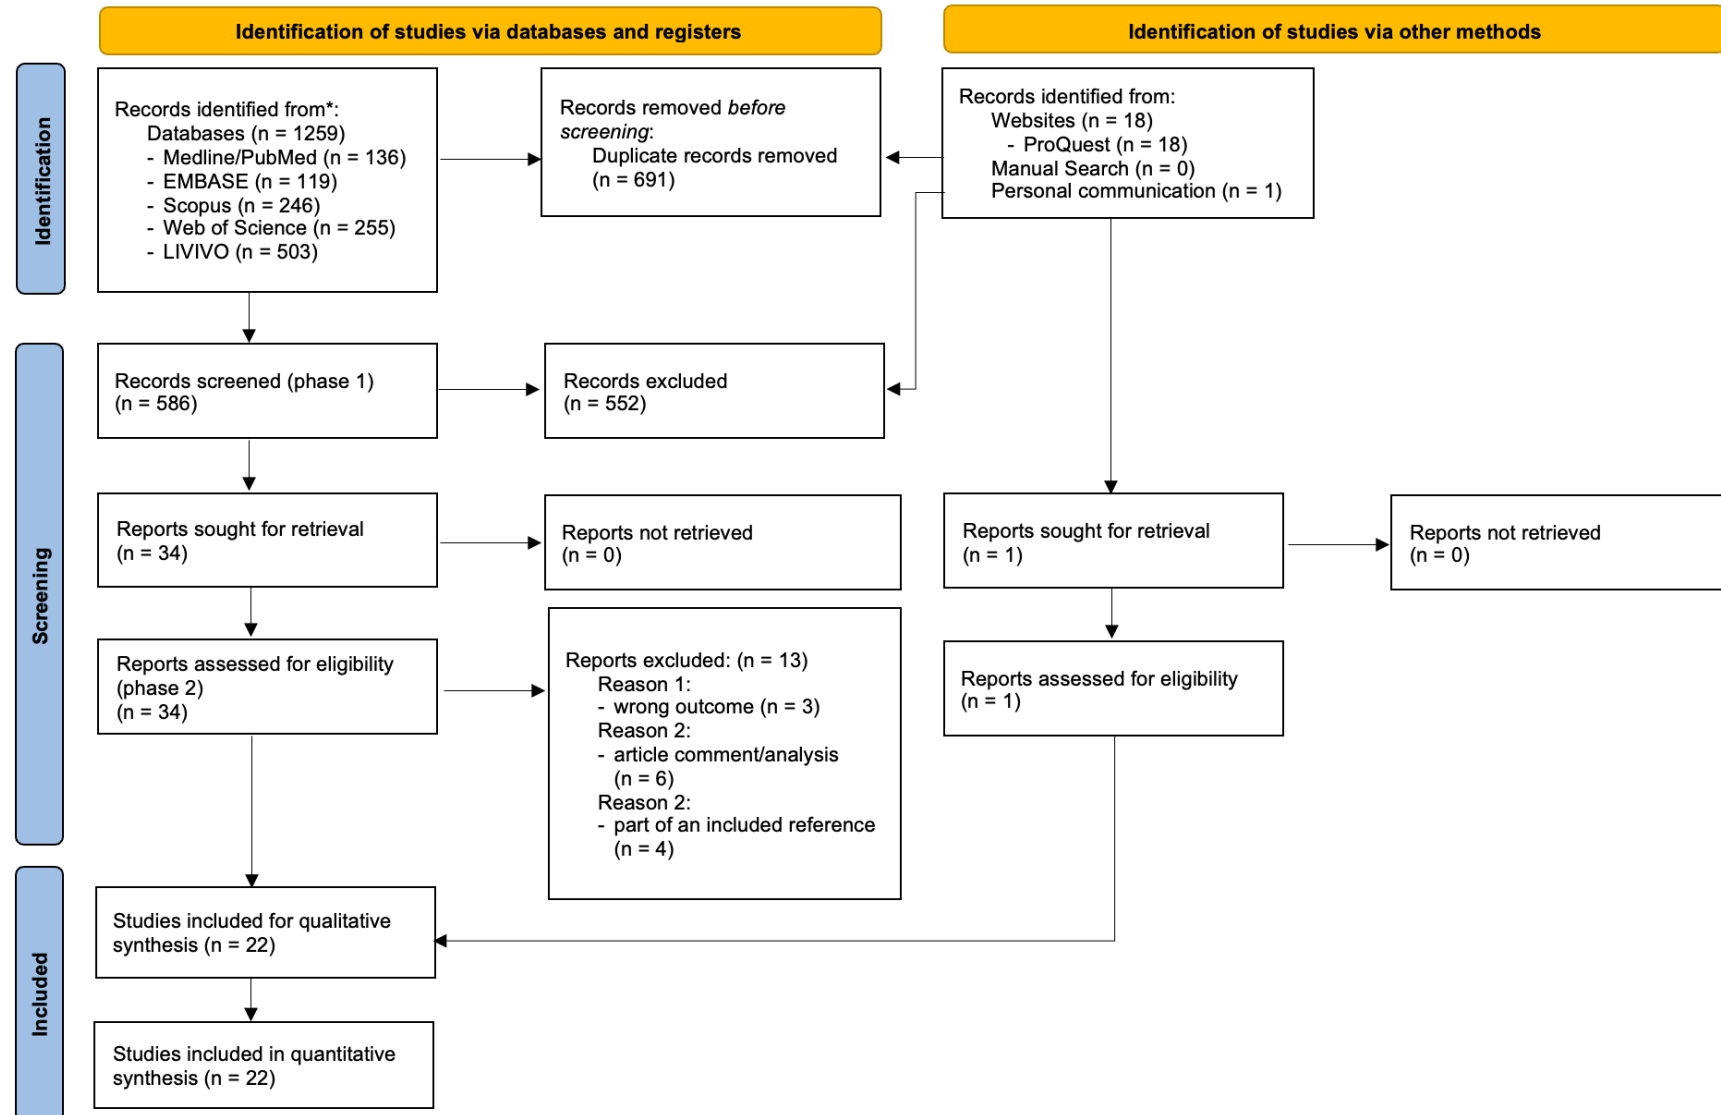 Identification of studies via databases and registers
Identification of studies via other methods
Identification
Records identified from*:
Databases (n = 1259)
- Medline/PubMed (n = 136)
- EMBASE (n = 119)
- Scopus (n = 246)
- Web of Science (n = 255)
- LIVIVO (n = 503)
Records removed before
screening:
Duplicate records removed
(n = 691)
Records identified from:
Websites (n = 18)
- ProQuest (n = 18)
Manual Search (n = 0)
Personal communication (n = 1)
Screening
Records screened (phase 1)
(n = 586)
Records excluded
(n = 552)
Reports sought for retrieval
(n = 34)
Reports not retrieved
(n = 0)
Reports sought for retrieval
(n = 1)
Reports not retrieved
(n = 0)
Reports assessed for eligibility
(phase 2)
(n = 34)
Reports excluded: (n = 13)
Reason 1:
- wrong outcome (n = 3)
Reason 2:
- article comment/analysis
(n = 6)
Reason 2:
- part of an included reference
(n = 4)
Reports assessed for eligibility
(n = 1)
Included
Studies included for qualitative
synthesis (n = 22)
Studies included in quantitative
synthesis (n = 22)